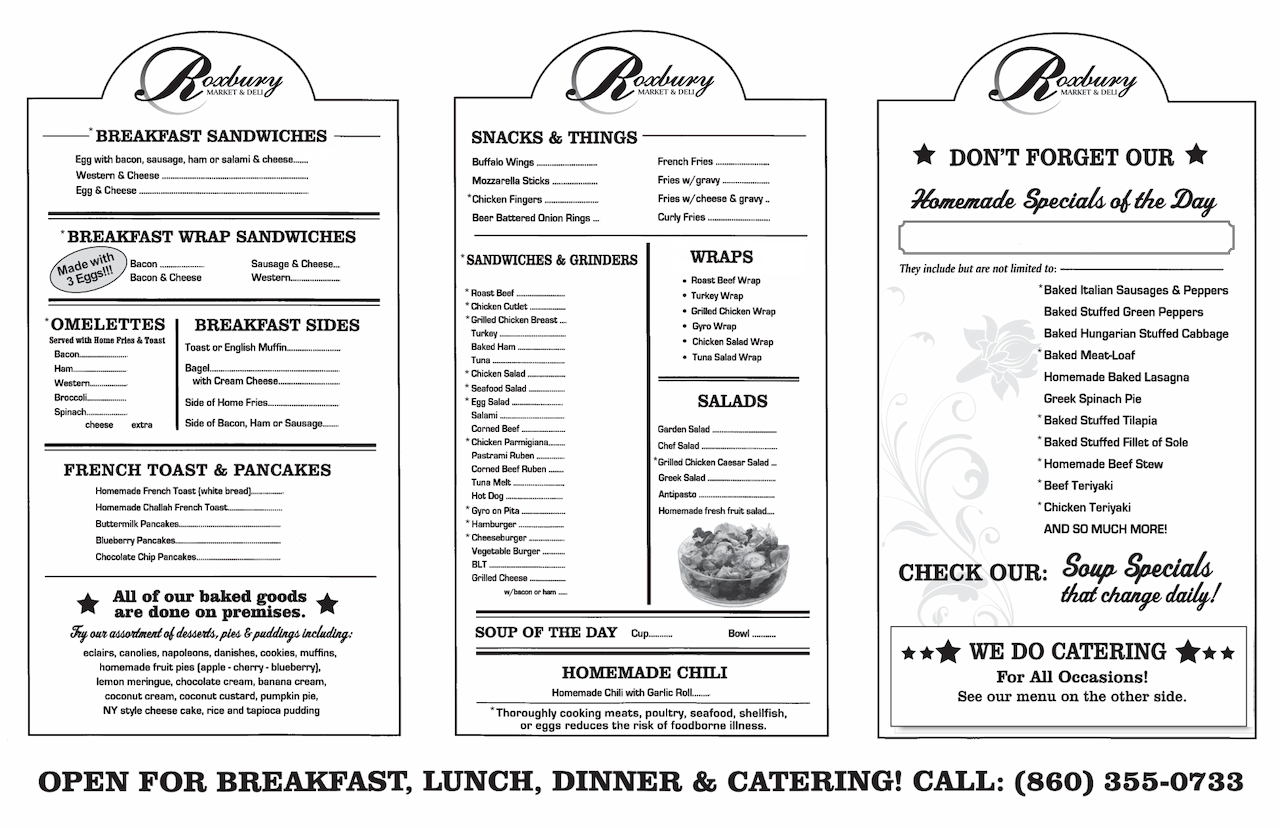 Roxbury
MARKET & DELI
*BREAKFAST SANDWICHES
Egg with bacon, sausage, ham or salami & cheese.......
Western & Cheese ...............................................................
Egg & Cheese .......................................................................
*BREAKFAST WRAP SANDWICHES
Made with
3 Eggs!!!
Bacon ................... Sausage & Cheese...
Bacon & Cheese Western......................
*OMELETTES
Served with Home Fries & Toast
Bacon.......................
Ham.........................
Western..................
Broccoli...................
Spinach...................
cheese extra
BREAKFAST SIDES
Toast or English Muffin.......................
Bagel.......................................................
with Cream Cheese..........................
Side of Home Fries...............................
Side of Bacon, Ham or Sausage.......
FRENCH TOAST & PANCAKES
Homemade French Toast (white bread)..............
Homemade Challah French Toast.......................
Buttermilk Pancakes...........................................
Blueberry Pancakes............................................
Chocolate Chip Pancakes...................................
All of our baked goods
are done on premises.
Try our assortment of desserts, pies & puddings including:
eclairs, canolies, napoleons, danishes, cookies, muffins,
homemade fruit pies (apple - cherry - blueberry),
lemon meringue, chocolate cream, banana cream,
coconut cream, coconut custard, pumpkin pie,
NY style cheese cake, rice and tapioca pudding
Roxbury
MARKET & DELI
SNACKS & THINGS
Buffalo Wings .......................... French Fries .......................
Mozzarella Sticks .................... Fries w/gravy ....................
*Chicken Fingers ....................... Fries w/cheese & gravy ..
Beer Battered Onion Rings ... Curly Fries ..........................
*SANDWICHES & GRINDERS
*Roast Beef .....................
*Chicken Cutlet ................
*Grilled Chicken Breast ...
Turkey .............................
Baked Ham .....................
Tuna ................................
*Chicken Salad .................
*Seafood Salad ................
*Egg Salad .......................
Salami .............................
Corned Beef ....................
*Chicken Parmigiana........
Pastrami Ruben .............
Corned Beef Ruben .......
Tuna Melt .......................
Hot Dog ..........................
*Gyro on Pita ...................
*Hamburger ....................
*Cheeseburger ................
Vegetable Burger ...........
BLT .................................
Grilled Cheese ................
w/bacon or ham .....
WRAPS
• Roast Beef Wrap
• Turkey Wrap
• Grilled Chicken Wrap
• Gyro Wrap
• Chicken Salad Wrap
• Tuna Salad Wrap
SALADS
Garden Salad ............................
Chef Salad .................................
*Grilled Chicken Caesar Salad ...
Greek Salad ..............................
Antipasto ..................................
Homemade fresh fruit salad....
SOUP OF THE DAY Cup.......... Bowl ..........
HOMEMADE CHILI
Homemade Chili with Garlic Roll........
*Thoroughly cooking meats, poultry, seafood, shellfish,
or eggs reduces the risk of foodborne illness.
Roxbury
MARKET & DELI
★ DON'T FORGET OUR ★
Homemade Specials of the Day
They include but are not limited to:
*Baked Italian Sausages & Peppers
Baked Stuffed Green Peppers
Baked Hungarian Stuffed Cabbage
*Baked Meat-Loaf
Homemade Baked Lasagna
Greek Spinach Pie
*Baked Stuffed Tilapia
*Baked Stuffed Fillet of Sole
*Homemade Beef Stew
*Beef Teriyaki
*Chicken Teriyaki
AND SO MUCH MORE!
CHECK OUR: Soup Specials
that change daily!
★★★ WE DO CATERING ★★★
For All Occasions!
See our menu on the other side.
OPEN FOR BREAKFAST, LUNCH, DINNER & CATERING! CALL: (860) 355-0733